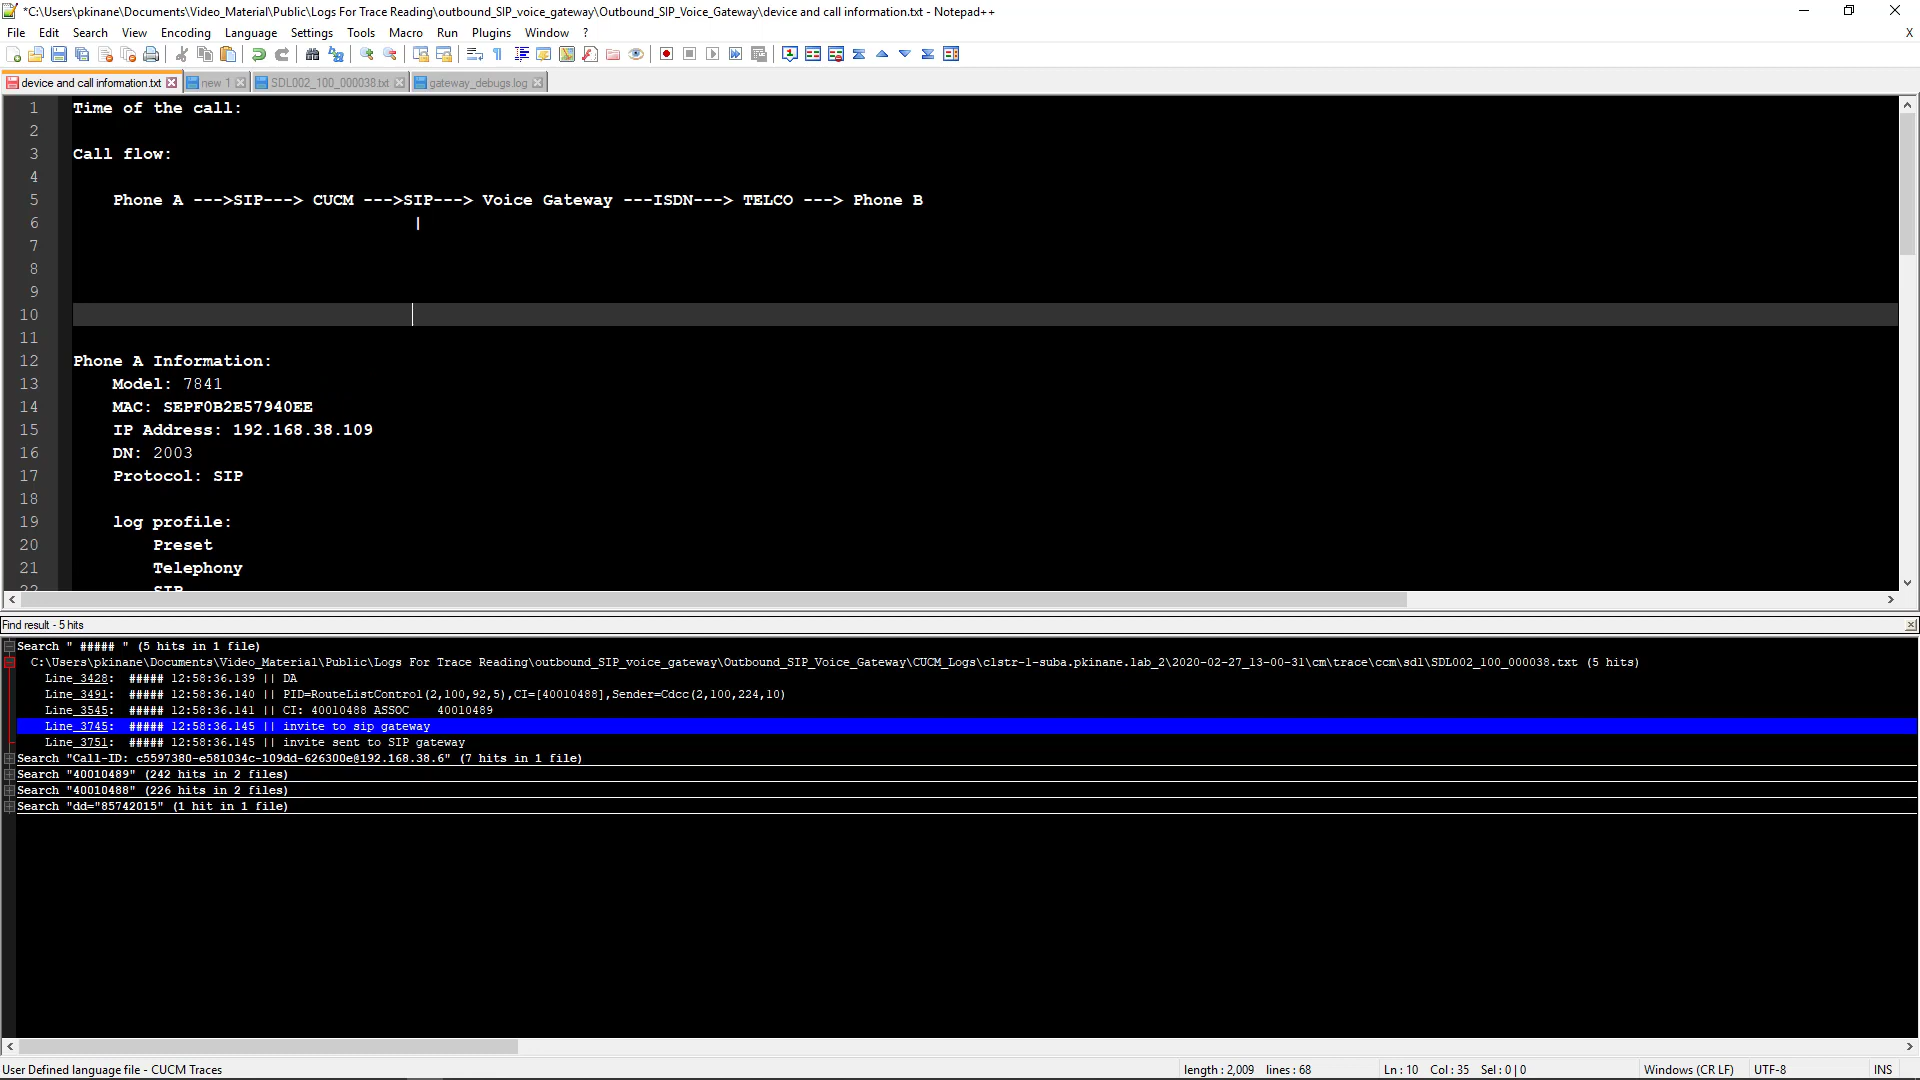 *C:\Users\pkinane\Documents\Video_Material\Public\Logs For Trace Reading\outbound_SIP_voice_gateway\Outbound_SIP_Voice_Gateway\device and call information.txt - Notepad++
File Edit Search View Encoding Language Settings Tools Macro Run Plugins Window ? X
device and call information.txt new 1 SDL002_100_000038.txt gateway_debugs.log
1 Time of the call:
2
3 Call flow:
4
5 Phone A --->SIP---> CUCM --->SIP---> Voice Gateway ---ISDN---> TELCO ---> Phone B
6 |
7
8
9
10
11
12 Phone A Information:
13 Model: 7841
14 MAC: SEPF0B2E57940EE
15 IP Address: 192.168.38.109
16 DN: 2003
17 Protocol: SIP
18
19 log profile:
20 Preset
21 Telephony
22 SIP
Find result - 5 hits
Search " ##### " (5 hits in 1 file)
C:\Users\pkinane\Documents\Video_Material\Public\Logs For Trace Reading\outbound_SIP_voice_gateway\Outbound_SIP_Voice_Gateway\CUCM_Logs\clstr-1-suba.pkinane.lab_2\2020-02-27_13-00-31\cm\trace\ccm\sdl\SDL002_100_000038.txt (5 hits)
Line 3428: ##### 12:58:36.139 || DA
Line 3491: ##### 12:58:36.140 || PID=RouteListControl(2,100,92,5),CI=[40010488],Sender=Cdcc(2,100,224,10)
Line 3545: ##### 12:58:36.141 || CI: 40010488 ASSOC 40010489
Line 3745: ##### 12:58:36.145 || invite to sip gateway
Line 3751: ##### 12:58:36.145 || invite sent to SIP gateway
Search "Call-ID: c5597380-e581034c-109dd-626300e@192.168.38.6" (7 hits in 1 file)
Search "40010489" (242 hits in 2 files)
Search "40010488" (226 hits in 2 files)
Search "dd="85742015" (1 hit in 1 file)
User Defined language file - CUCM Traces length : 2,009 lines : 68 Ln : 10 Col : 35 Sel : 0 | 0 Windows (CR LF) UTF-8 INS